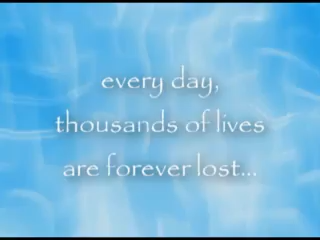 every day,
thousands of lives
are forever lost...